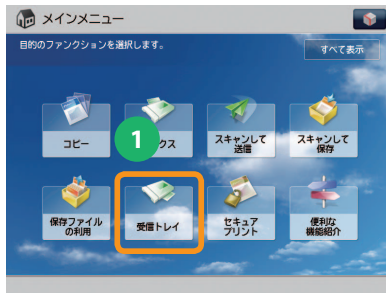 メインメニュー
目的のファンクションを選択します。
すべて表示
コピー
1
クス
スキャンして
送信
スキャンして
保存
保存ファイル
の利用
受信トレイ
セキュア
プリント
便利な
機能紹介